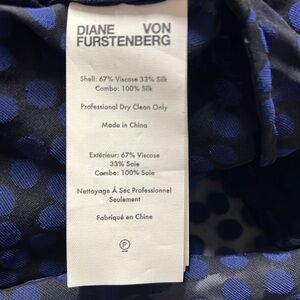 DIANE VON
FURSTENBERG
Shell: 67% Viscose 33% Silk
Combo: 100% Silk
Professional Dry Clean Only
Made in China
Extérieur: 67% Viscose
33% Soie
Combo: 100% Soie
Nettoyage Á Sec Professionnel
Seulement
Fabriqué en Chine
P